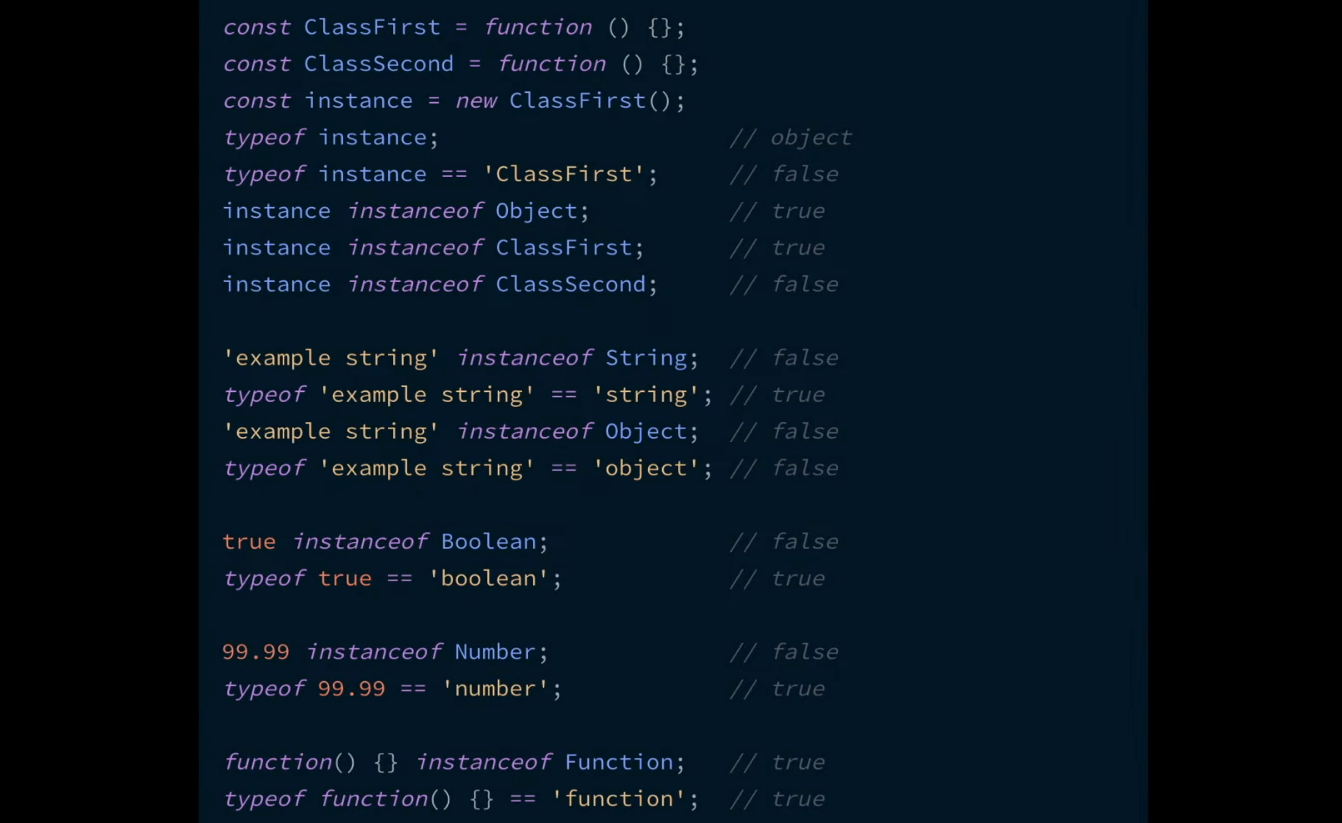 const ClassFirst = function () {};
const ClassSecond = function () {};
const instance = new ClassFirst();
typeof instance; // object
typeof instance == 'ClassFirst'; // false
instance instanceof Object; // true
instance instanceof ClassFirst; // true
instance instanceof ClassSecond; // false
'example string' instanceof String; // false
typeof 'example string' == 'string'; // true
'example string' instanceof Object; // false
typeof 'example string' == 'object'; // false
true instanceof Boolean; // false
typeof true == 'boolean'; // true
99.99 instanceof Number; // false
typeof 99.99 == 'number'; // true
function() {} instanceof Function; // true
typeof function() {} == 'function'; // true